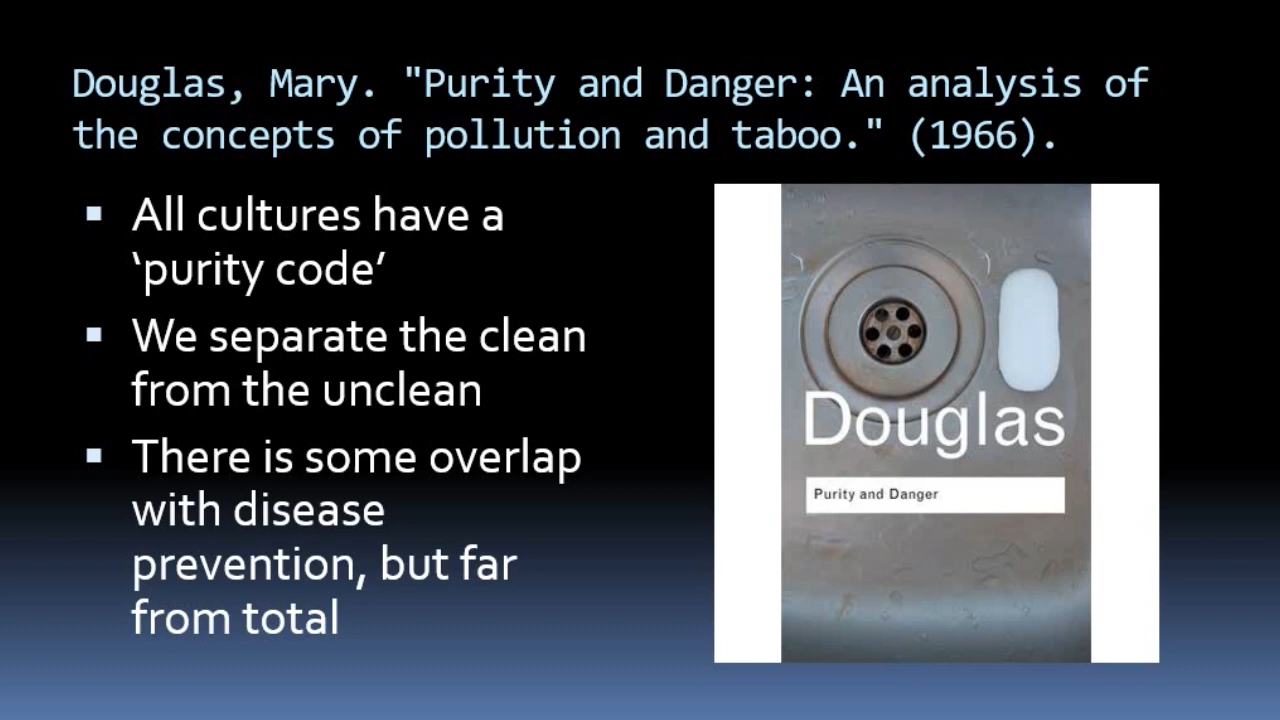 Douglas, Mary. "Purity and Danger: An analysis of
the concepts of pollution and taboo." (1966).
All cultures have a
‘purity code’
We separate the clean
from the unclean
There is some overlap
with disease
prevention, but far
from total
Douglas
Purity and Danger